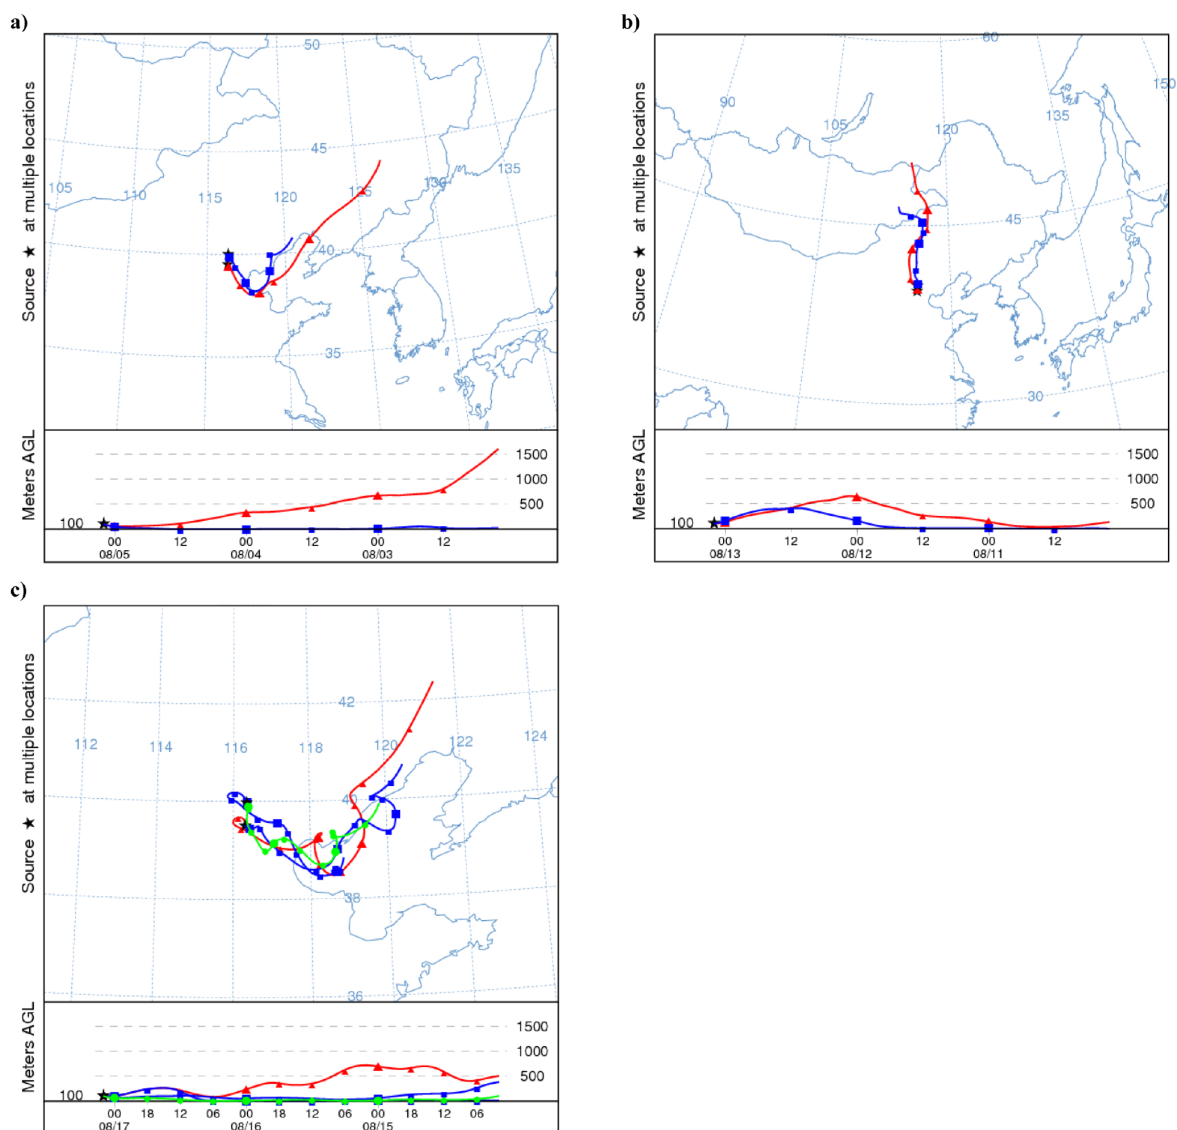 a)
Source ★ at multiple locations
50
45
135
105
110
115
120
125
130
40
35
Meters AGL
1500
1000
500
100
00 12 00 12 00 12
08/05 08/04 08/03
b)
Source ★ at multiple locations
60
150
90
105
135
120
45
30
Meters AGL
1500
1000
500
100
00 12 00 12 00 12
08/13 08/12 08/11
c)
Source ★ at multiple locations
42
112 114 116 118 120 122 124
40
38
36
Meters AGL
1500
1000
500
100
00 18 12 06 00 18 12 06 00 18 12 06
08/17 08/16 08/15